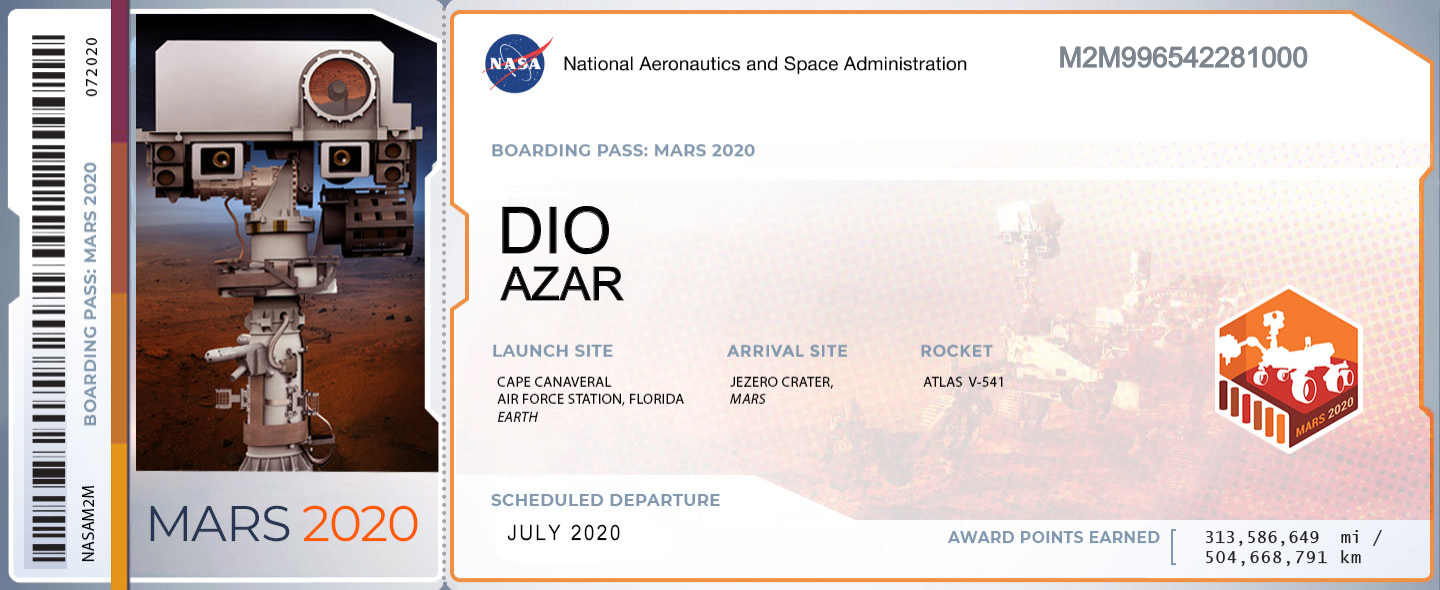 072020
BOARDING PASS: MARS 2020
NASAM2M
MARS 2020
NASA
National Aeronautics and Space Administration
M2M996542281000
BOARDING PASS: MARS 2020
DIO
AZAR
LAUNCH SITE
CAPE CANAVERAL
AIR FORCE STATION, FLORIDA
EARTH
ARRIVAL SITE
JEZERO CRATER,
MARS
ROCKET
ATLAS V-541
MARS 2020
SCHEDULED DEPARTURE
JULY 2020
AWARD POINTS EARNED
313,586,649 mi /
504,668,791 km